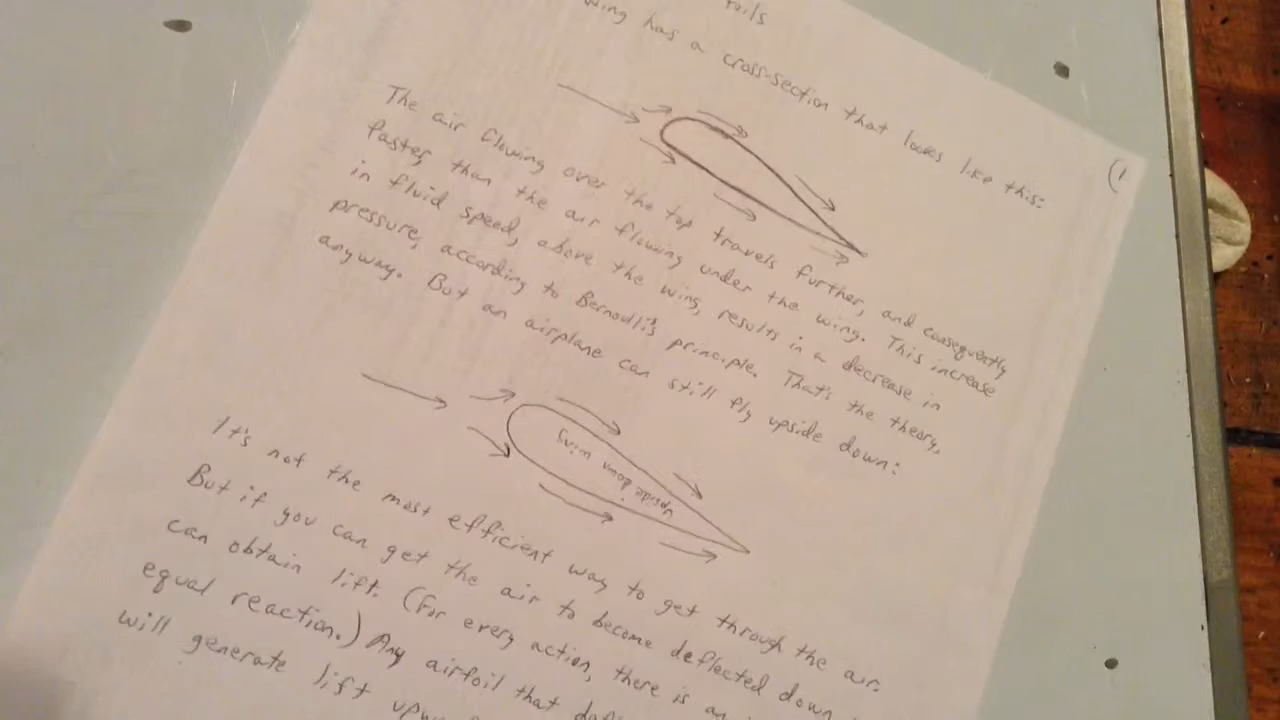 wing has a cross-section that looks like this:
(1
The air flowing over the top travels further, and consequently
faster, than the air flowing under the wing. This increase
in fluid speed, above the wing, results in a decrease in
pressure, according to Bernoulli's principle. That's the theory,
anyway. But an airplane can still fly upside down:
upside down wing
It's not the most efficient way to get through the air.
But if you can get the air to become deflected down
can obtain lift. (For every action, there is an
equal reaction.) Any airfoil that
will generate lift